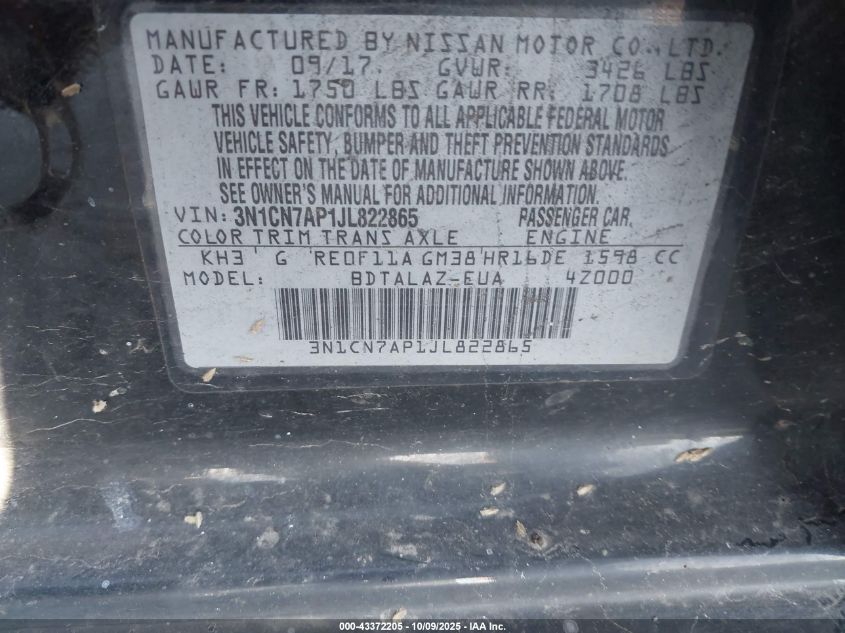 MANUFACTURED BY NISSAN MOTOR CO., LTD.
DATE: 09/17. GVWR: 3426 LBS
GAWR FR: 1750 LBS GAWR RR: 1708 LBS
THIS VEHICLE CONFORMS TO ALL APPLICABLE FEDERAL MOTOR
VEHICLE SAFETY, BUMPER AND THEFT PREVENTION STANDARDS
IN EFFECT ON THE DATE OF MANUFACTURE SHOWN ABOVE.
SEE OWNER'S MANUAL FOR ADDITIONAL INFORMATION.
VIN: 3N1CN7AP1JL822865 PASSENGER CAR
COLOR TRIM TRANS AXLE ENGINE
KH3 G RE0F11A GM38 HR16DE 1598 CC
MODEL: BDTALAZ-EUA 4Z000
3N1CN7AP1JL822865
000-43372205 - 10/09/2025 - IAA Inc.